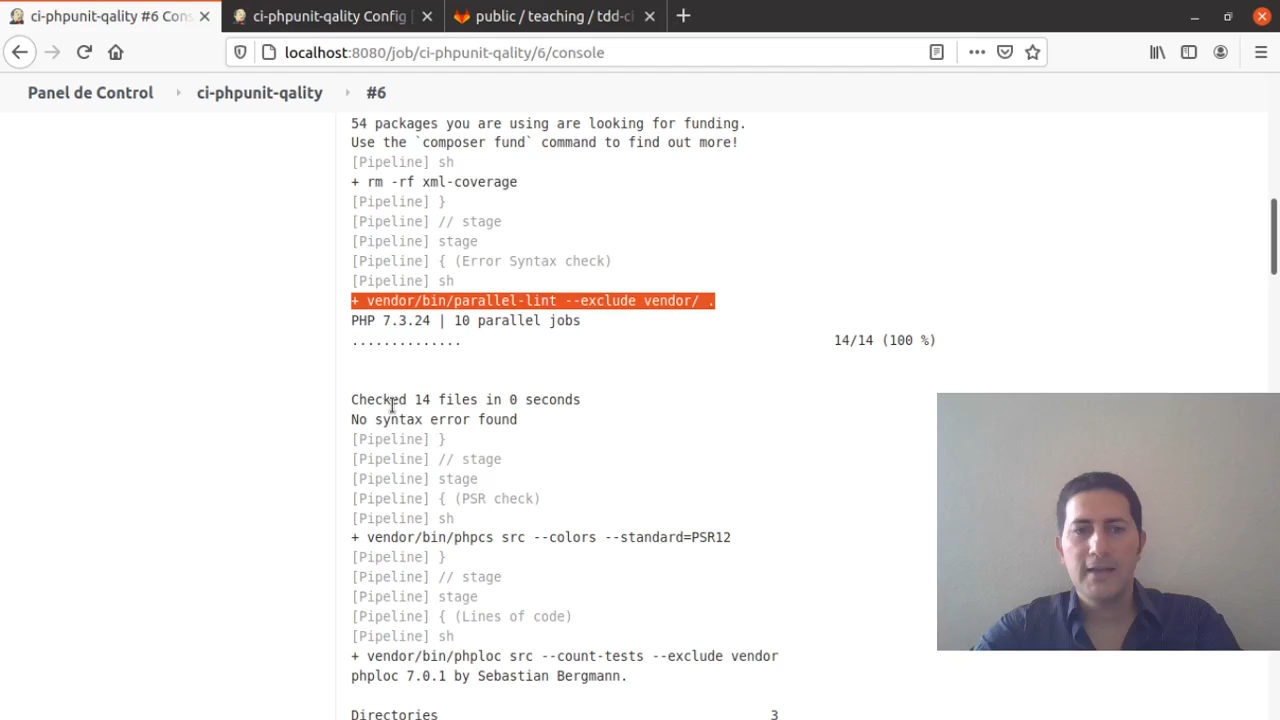 ci-phpunit-qality #6 Cons
ci-phpunit-qality Config [
public / teaching / tdd-ci
localhost:8080/job/ci-phpunit-qality/6/console
Panel de Control
ci-phpunit-qality
#6
54 packages you are using are looking for funding.
Use the `composer fund` command to find out more!
[Pipeline] sh
+ rm -rf xml-coverage
[Pipeline] }
[Pipeline] // stage
[Pipeline] stage
[Pipeline] { (Error Syntax check)
[Pipeline] sh
+ vendor/bin/parallel-lint --exclude vendor/ .
PHP 7.3.24 | 10 parallel jobs
.............. 14/14 (100 %)
Checked 14 files in 0 seconds
No syntax error found
[Pipeline] }
[Pipeline] // stage
[Pipeline] stage
[Pipeline] { (PSR check)
[Pipeline] sh
+ vendor/bin/phpcs src --colors --standard=PSR12
[Pipeline] }
[Pipeline] // stage
[Pipeline] stage
[Pipeline] { (Lines of code)
[Pipeline] sh
+ vendor/bin/phploc src --count-tests --exclude vendor
phploc 7.0.1 by Sebastian Bergmann.
Directories 3